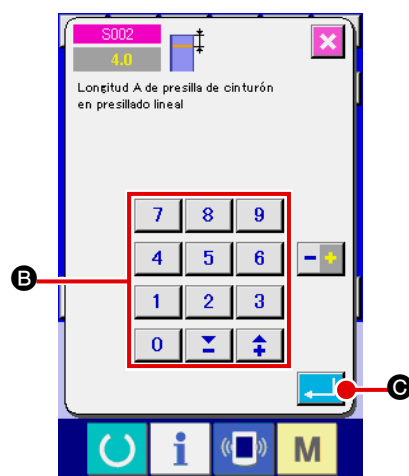 S002
4.0
Longitud A de presilla de cinturón
en presillado lineal
7 8 9
4 5 6
1 2 3
0
B
C
i
M